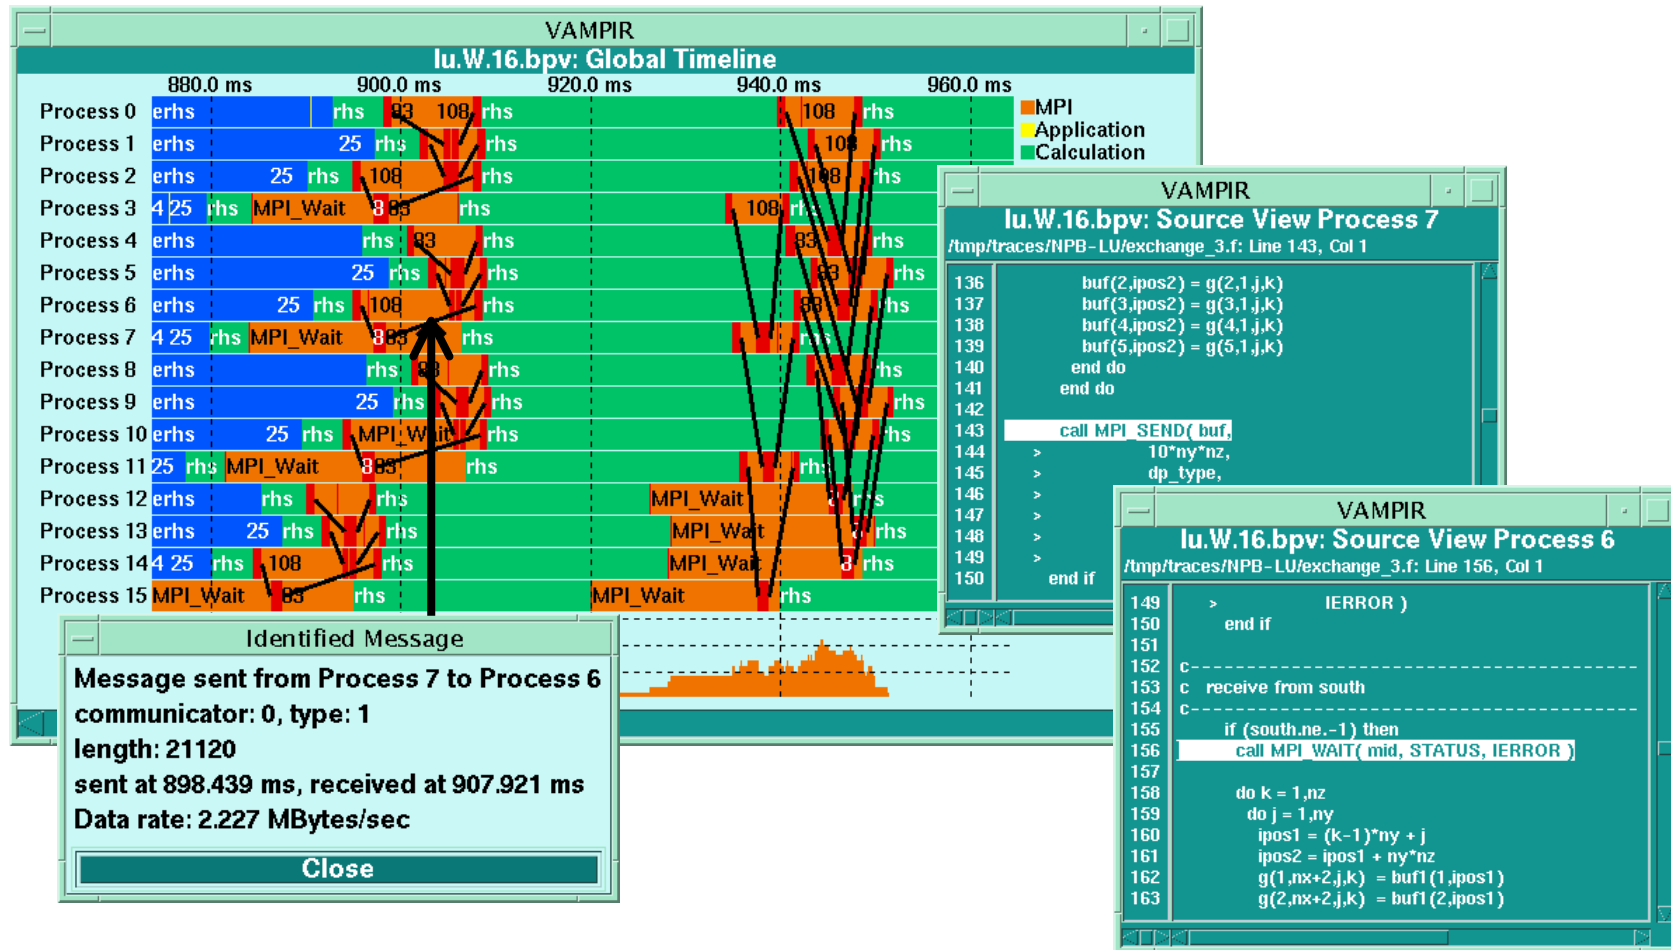 VAMPIR
lu.W.16.bpv: Global Timeline
880.0 ms 900.0 ms 920.0 ms 940.0 ms 960.0 ms
Process 0 erhs rhs 83 108 rhs 108 rhs
Process 1 erhs 25 rhs rhs 108 rhs
Process 2 erhs 25 rhs 108 rhs 108 rhs
Process 3 4 25 rhs MPI_Wait 8 83 rhs 108 rhs
Process 4 erhs rhs 83 rhs 83 rhs
Process 5 erhs 25 rhs rhs 83 rhs
Process 6 erhs 25 rhs 108 rhs 83 rhs
Process 7 4 25 rhs MPI_Wait 8 83 rhs rhs
Process 8 erhs rhs 83 rhs rhs
Process 9 erhs 25 rhs rhs rhs
Process 10 erhs 25 rhs MPI_Wait rhs rhs
Process 11 25 rhs MPI_Wait 8 83 rhs rhs
Process 12 erhs rhs rhs MPI_Wait 8 rhs
Process 13 erhs 25 rhs rhs MPI_Wait 8 rhs
Process 14 4 25 rhs 108 rhs MPI_Wait 8 rhs
Process 15 MPI_Wait 83 rhs MPI_Wait rhs
MPI
Application
Calculation
VAMPIR
lu.W.16.bpv: Source View Process 7
/tmp/traces/NPB-LU/exchange_3.f: Line 143, Col 1
136 buf(2,ipos2) = g(2,1,j,k)
137 buf(3,ipos2) = g(3,1,j,k)
138 buf(4,ipos2) = g(4,1,j,k)
139 buf(5,ipos2) = g(5,1,j,k)
140 end do
141 end do
142
143 call MPI_SEND( buf,
144 > 10*ny*nz,
145 > dp_type,
146 >
147 >
148 >
149 >
150 end if
VAMPIR
lu.W.16.bpv: Source View Process 6
/tmp/traces/NPB-LU/exchange_3.f: Line 156, Col 1
149 > IERROR )
150 end if
151
152 c-----------------------------------------
153 c receive from south
154 c-----------------------------------------
155 if (south.ne.-1) then
156 call MPI_WAIT( mid, STATUS, IERROR )
157
158 do k = 1,nz
159 do j = 1,ny
160 ipos1 = (k-1)*ny + j
161 ipos2 = ipos1 + ny*nz
162 g(1,nx+2,j,k) = buf1(1,ipos1)
163 g(2,nx+2,j,k) = buf1(2,ipos1)
Identified Message
Message sent from Process 7 to Process 6
communicator: 0, type: 1
length: 21120
sent at 898.439 ms, received at 907.921 ms
Data rate: 2.227 MBytes/sec
Close